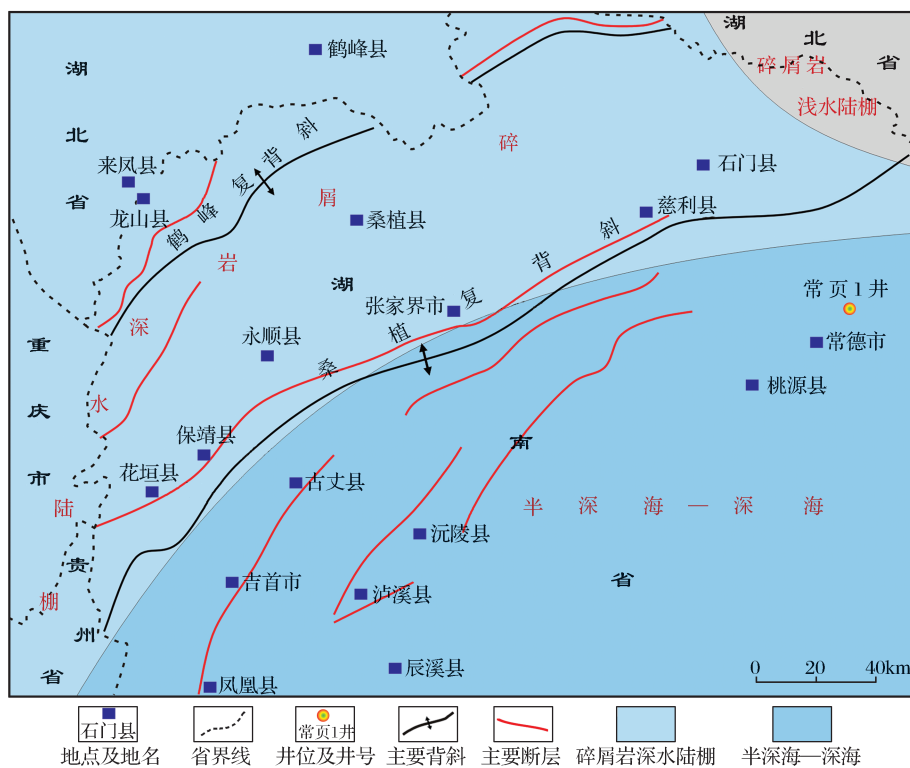 湖北省
鹤峰县
湖北省
碎屑岩
浅水陆棚
来凤县
龙山县
鹤峰复背斜
桑植县
石门县
慈利县
碎屑岩深水陆棚
湖南省
张家界市
永顺县
桑植复背斜
常页1井
常德市
桃源县
重庆市
保靖县
花垣县
古丈县
沅陵县
半深海—深海
吉首市
泸溪县
贵州省
辰溪县
凤凰县
0 20 40km
石门县
常页1井
地点及地名
省界线
井位及井号
主要背斜
主要断层
碎屑岩深水陆棚
半深海—深海